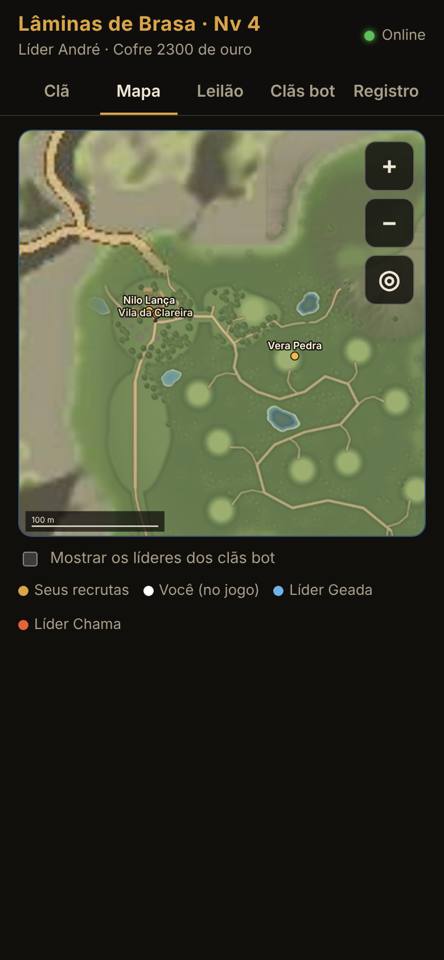 Lâminas de Brasa · Nv 4
Líder André · Cofre 2300 de ouro
Online
Clã Mapa Leilão Clãs bot Registro
+
−
Nilo Lança
Vila da Clareira
Vera Pedra
100 m
Mostrar os líderes dos clãs bot
Seus recrutas Você (no jogo) Líder Geada
Líder Chama